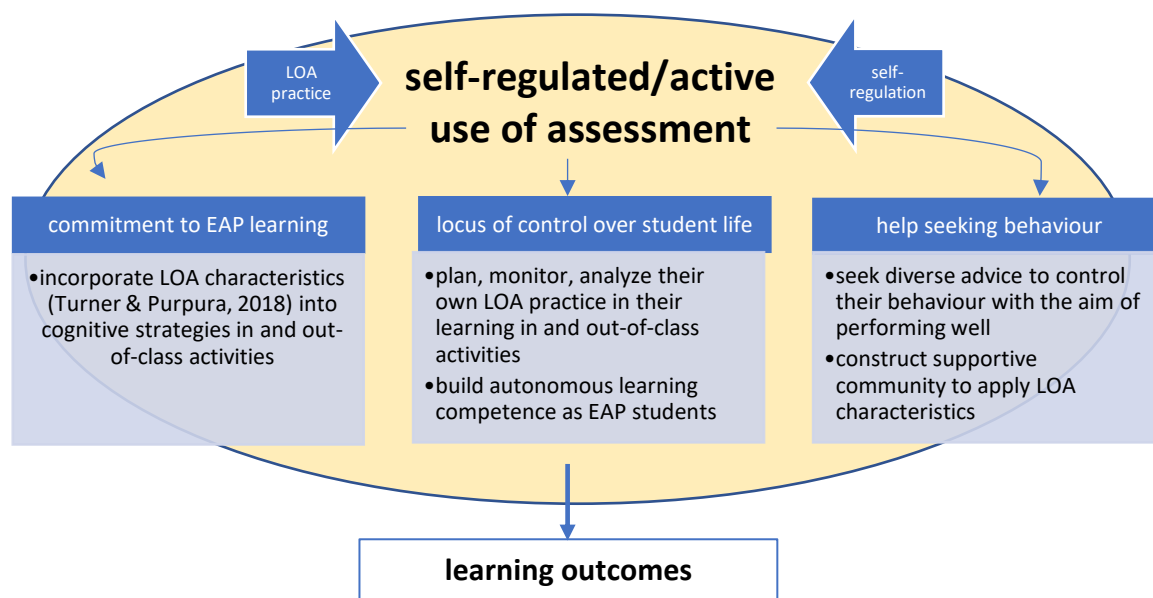 LOA
practice
self-regulated/active
use of assessment
self-
regulation
commitment to EAP learning
•incorporate LOA characteristics
(Turner & Purpura, 2018) into
cognitive strategies in and out-
of-class activities
locus of control over student life
•plan, monitor, analyze their
own LOA practice in their
learning in and out-of-class
activities
•build autonomous learning
competence as EAP students
help seeking behaviour
•seek diverse advice to control
their behaviour with the aim of
performing well
•construct supportive
community to apply LOA
characteristics
learning outcomes